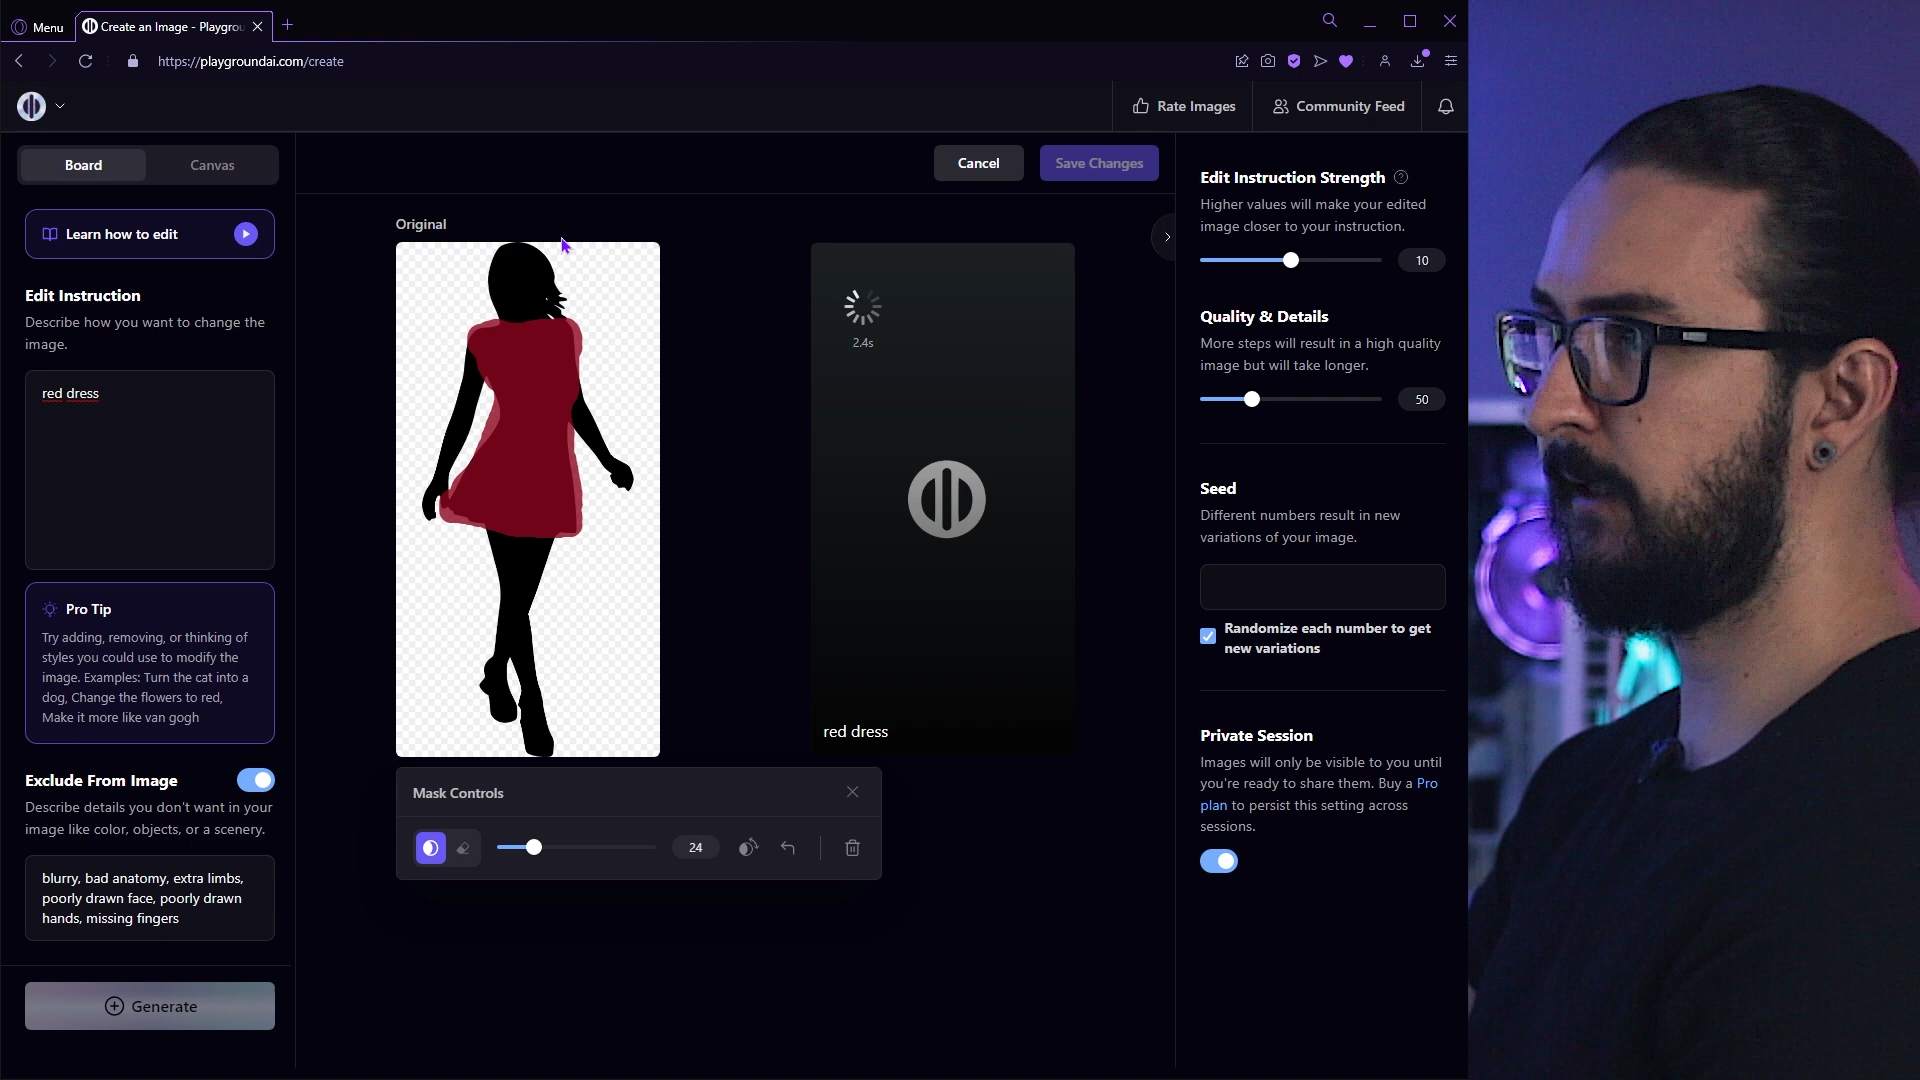 Menu
Create an Image - Playgrou
https://playgroundai.com/create
Rate Images
Community Feed
Board
Canvas
Cancel
Save Changes
Learn how to edit
Edit Instruction
Describe how you want to change the
image.
red dress
Pro Tip
Try adding, removing, or thinking of
styles you could use to modify the
image. Examples: Turn the cat into a
dog, Change the flowers to red,
Make it more like van gogh
Exclude From Image
Describe details you don't want in your
image like color, objects, or a scenery.
blurry, bad anatomy, extra limbs,
poorly drawn face, poorly drawn
hands, missing fingers
Generate
Original
2.4s
red dress
Mask Controls
24
Edit Instruction Strength
Higher values will make your edited
image closer to your instruction.
10
Quality & Details
More steps will result in a high quality
image but will take longer.
50
Seed
Different numbers result in new
variations of your image.
Randomize each number to get
new variations
Private Session
Images will only be visible to you until
you're ready to share them. Buy a Pro
plan to persist this setting across
sessions.